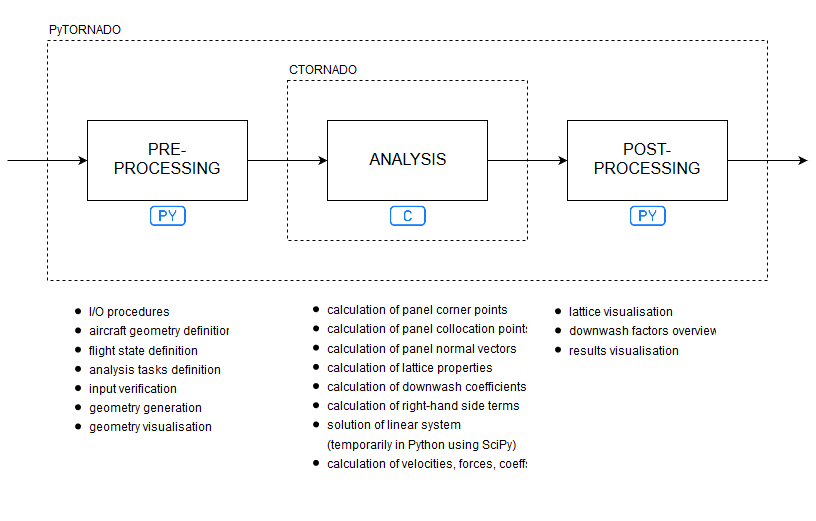 PyTORNADO
CTORNADO
PRE-
PROCESSING
ANALYSIS
POST-
PROCESSING
PY
C
PY
I/O procedures
aircraft geometry definition
flight state definition
analysis tasks definition
input verification
geometry generation
geometry visualisation
calculation of panel corner points
calculation of panel collocation points
calculation of panel normal vectors
calculation of lattice properties
calculation of downwash coefficients
calculation of right-hand side terms
solution of linear system
(temporarily in Python using SciPy)
calculation of velocities, forces, coeffs
lattice visualisation
downwash factors overview
results visualisation